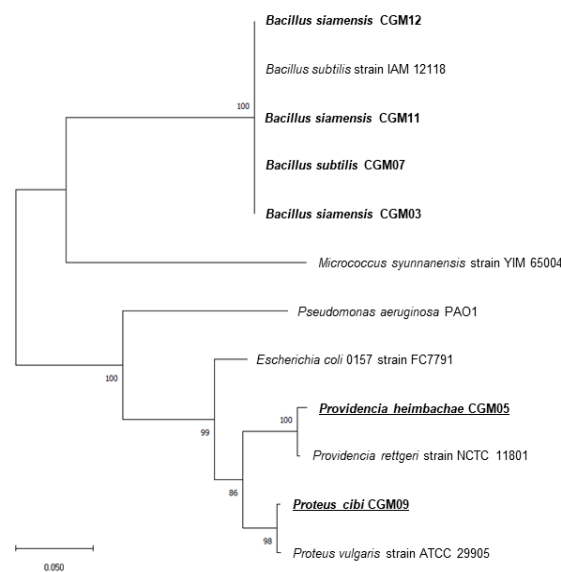 Bacillus siamensis CGM12
Bacillus subtilis strain IAM 12118
100
Bacillus siamensis CGM11
Bacillus subtilis CGM07
Bacillus siamensis CGM03
Micrococcus syunnanensis strain YIM 65004
Pseudomonas aeruginosa PAO1
Escherichia coli 0157 strain FC7791
100
Providencia heimbachae CGM05
100
99
Providencia rettgeri strain NCTC 11801
86
Proteus cibi CGM09
98
Proteus vulgaris strain ATCC 29905
0.050